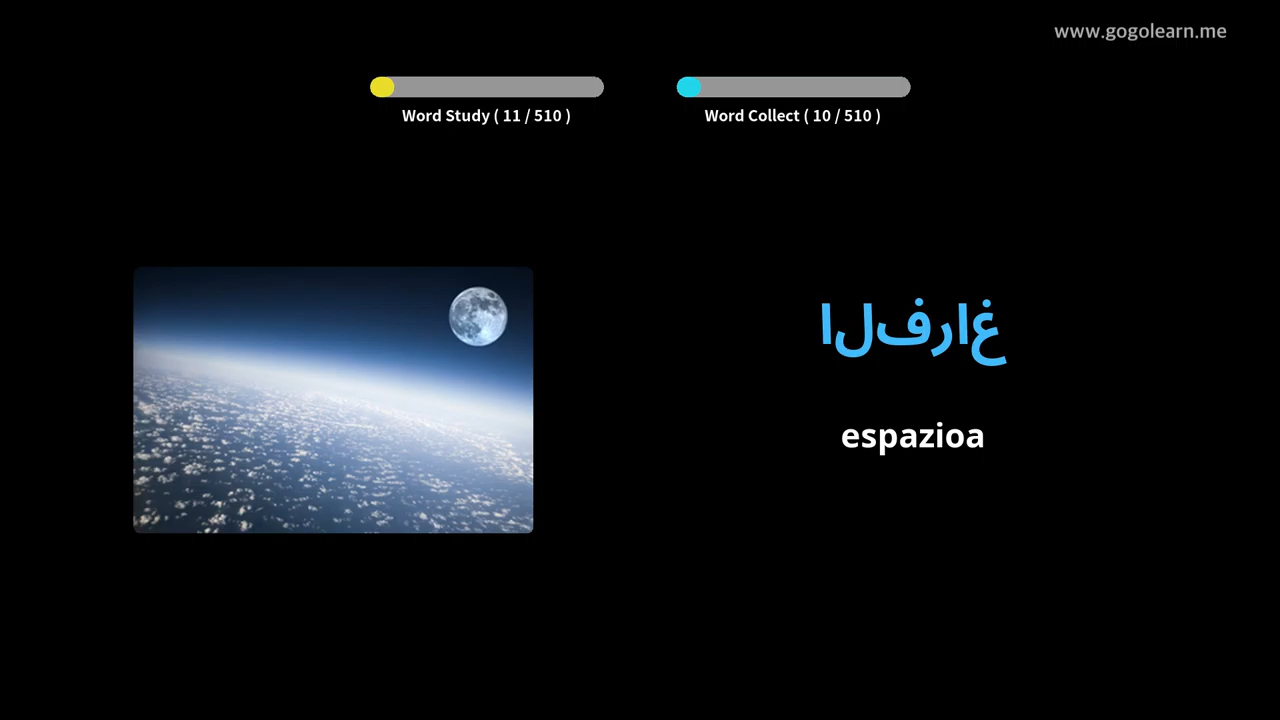 www.gogolearn.me
Word Study ( 11 / 510 )
Word Collect ( 10 / 510 )
الفراغ
espazioa